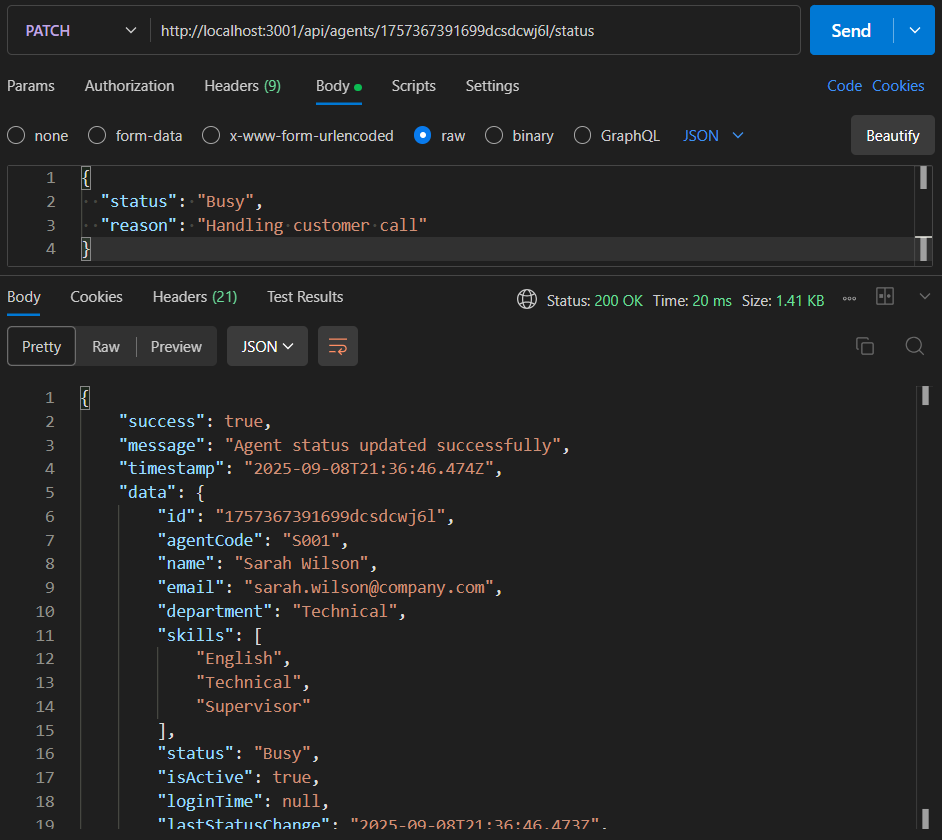 PATCH http://localhost:3001/api/agents/1757367391699dcsdcwj6l/status Send
Params Authorization Headers (9) Body Scripts Settings Code Cookies
none form-data x-www-form-urlencoded raw binary GraphQL JSON Beautify
1 {
2 "status": "Busy",
3 "reason": "Handling customer call"
4 }
Body Cookies Headers (21) Test Results Status: 200 OK Time: 20 ms Size: 1.41 KB
Pretty Raw Preview JSON
1 {
2 "success": true,
3 "message": "Agent status updated successfully",
4 "timestamp": "2025-09-08T21:36:46.474Z",
5 "data": {
6 "id": "1757367391699dcsdcwj6l",
7 "agentCode": "S001",
8 "name": "Sarah Wilson",
9 "email": "sarah.wilson@company.com",
10 "department": "Technical",
11 "skills": [
12 "English",
13 "Technical",
14 "Supervisor"
15 ],
16 "status": "Busy",
17 "isActive": true,
18 "loginTime": null,
19 "lastStatusChange": "2025-09-08T21:36:46.473Z",